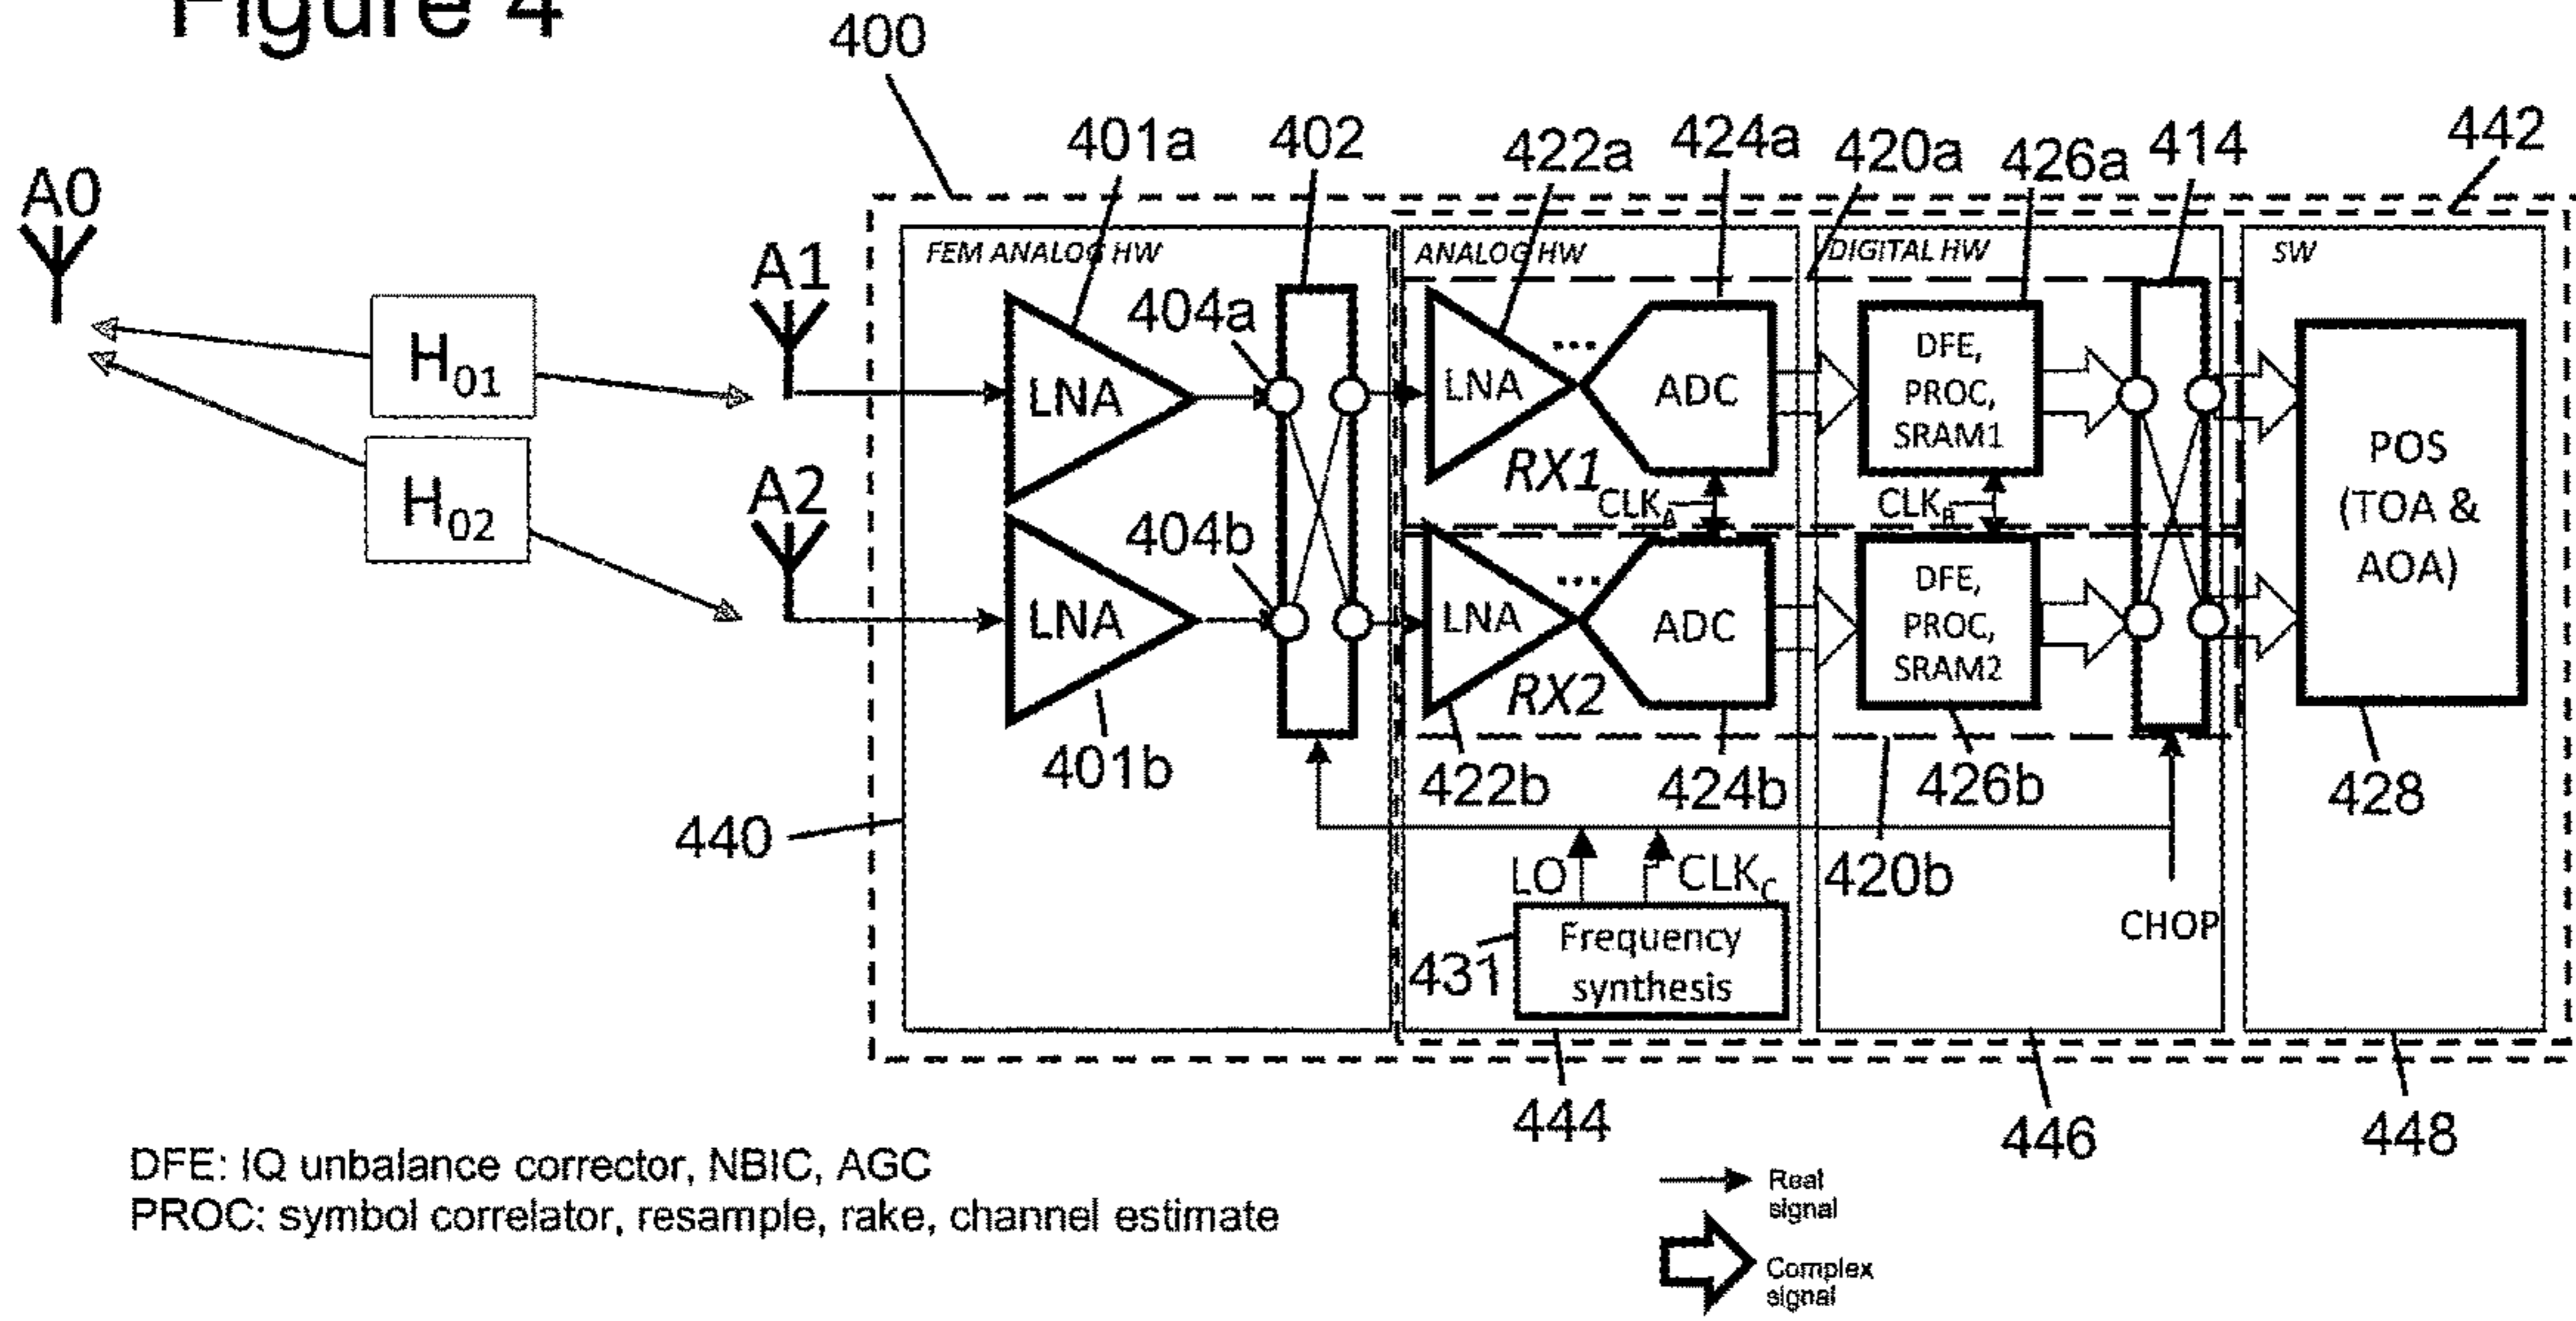 Figure 4
400
401a
402
422a
424a
420a
426a
414
442
A0
A1
A2
H01
H02
FEM ANALOG HW
ANALOG HW
DIGITAL HW
SW
404a
404b
LNA
LNA
LNA
LNA
...
...
ADC
ADC
RX1
RX2
CLKA
CLKB
DFE,
PROC,
SRAM1
DFE,
PROC,
SRAM2
POS
(TOA &
AOA)
401b
422b
424b
426b
428
440
LO
CLKC
420b
CHOP
431
Frequency
synthesis
444
446
448
DFE: IQ unbalance corrector, NBIC, AGC
PROC: symbol correlator, resample, rake, channel estimate
Real
signal
Complex
signal